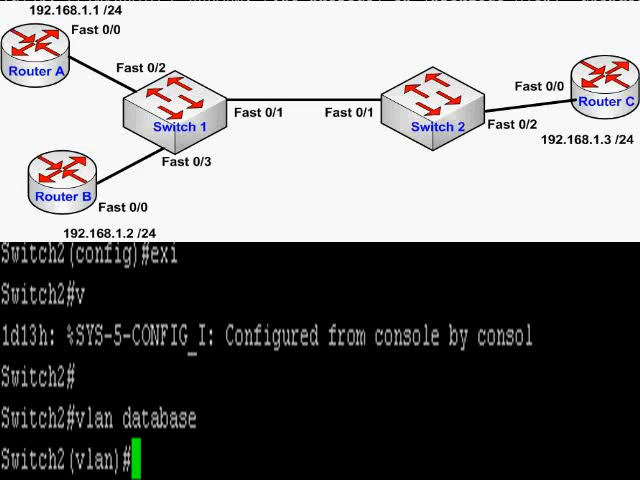 192.168.1.1 /24
Fast 0/0
Router A
Fast 0/2
Switch 1
Fast 0/1
Fast 0/3
Router B
Fast 0/0
192.168.1.2 /24
Fast 0/1
Switch 2
Fast 0/2
Fast 0/0
Router C
192.168.1.3 /24
Switch2(config)#exi
Switch2#v
1d13h: %SYS-5-CONFIG_I: Configured from console by consol
Switch2#
Switch2#vlan database
Switch2(vlan)#